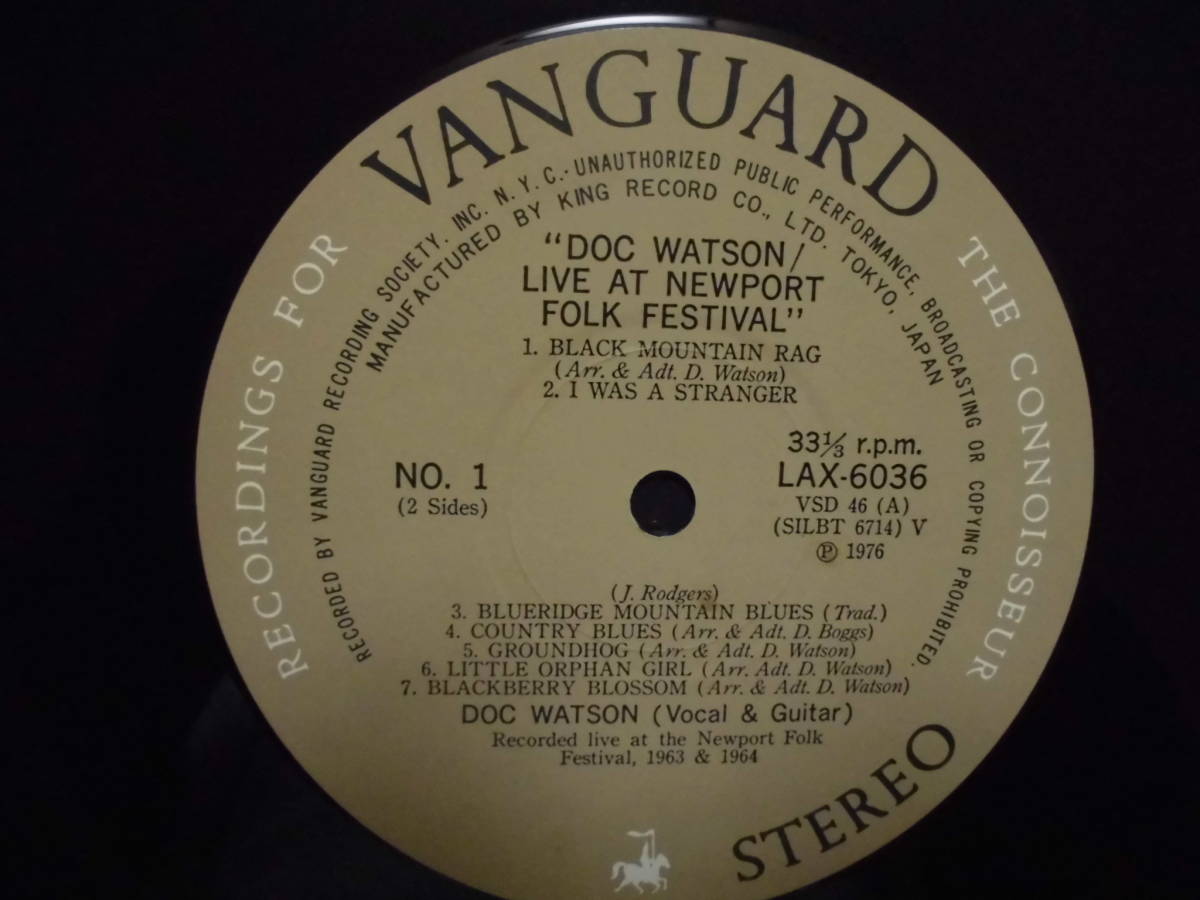 VANGUARD
RECORDINGS FOR THE CONNOISSEUR
RECORDED BY VANGUARD RECORDING SOCIETY. INC. N. Y. C.·UNAUTHORIZED PUBLIC PERFORMANCE, BROADCASTING OR COPYING PROHIBITED.
MANUFACTURED BY KING RECORD CO., LTD. TOKYO, JAPAN
"DOC WATSON/
LIVE AT NEWPORT
FOLK FESTIVAL"
1. BLACK MOUNTAIN RAG
(Arr. & Adt. D. Watson)
2. I WAS A STRANGER
NO. 1
(2 Sides)
33⅓ r.p.m.
LAX-6036
VSD 46 (A)
(SILBT 6714) V
Ⓟ 1976
(J. Rodgers)
3. BLUERIDGE MOUNTAIN BLUES (Trad.)
4. COUNTRY BLUES (Arr. & Adt. D. Boggs)
5. GROUNDHOG (Arr. & Adt. D. Watson)
6. LITTLE ORPHAN GIRL (Arr. Adt. D. Watson)
7. BLACKBERRY BLOSSOM (Arr. & Adt. D. Watson)
DOC WATSON (Vocal & Guitar)
Recorded live at the Newport Folk
Festival, 1963 & 1964
STEREO